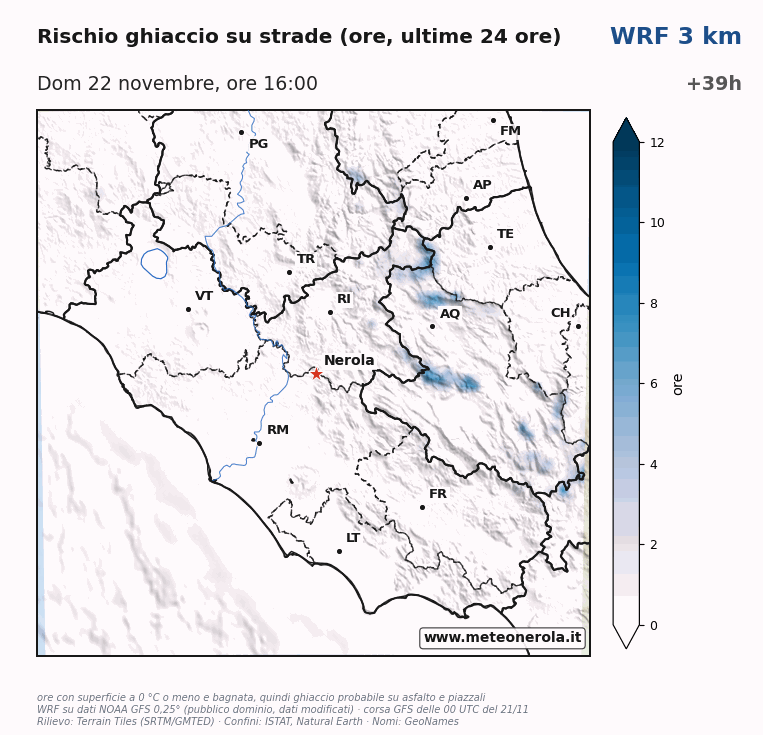 Rischio ghiaccio su strade (ore, ultime 24 ore)
WRF 3 km
Dom 22 novembre, ore 16:00
+39h
FM
PG
AP
TE
TR
VT
RI
AQ
CH.
Nerola
RM
FR
LT
www.meteonerola.it
12
10
8
6
4
2
0
ore
ore con superficie a 0 °C o meno e bagnata, quindi ghiaccio probabile su asfalto e piazzali
WRF su dati NOAA GFS 0,25° (pubblico dominio, dati modificati) · corsa GFS delle 00 UTC del 21/11
Rilievo: Terrain Tiles (SRTM/GMTED) · Confini: ISTAT, Natural Earth · Nomi: GeoNames